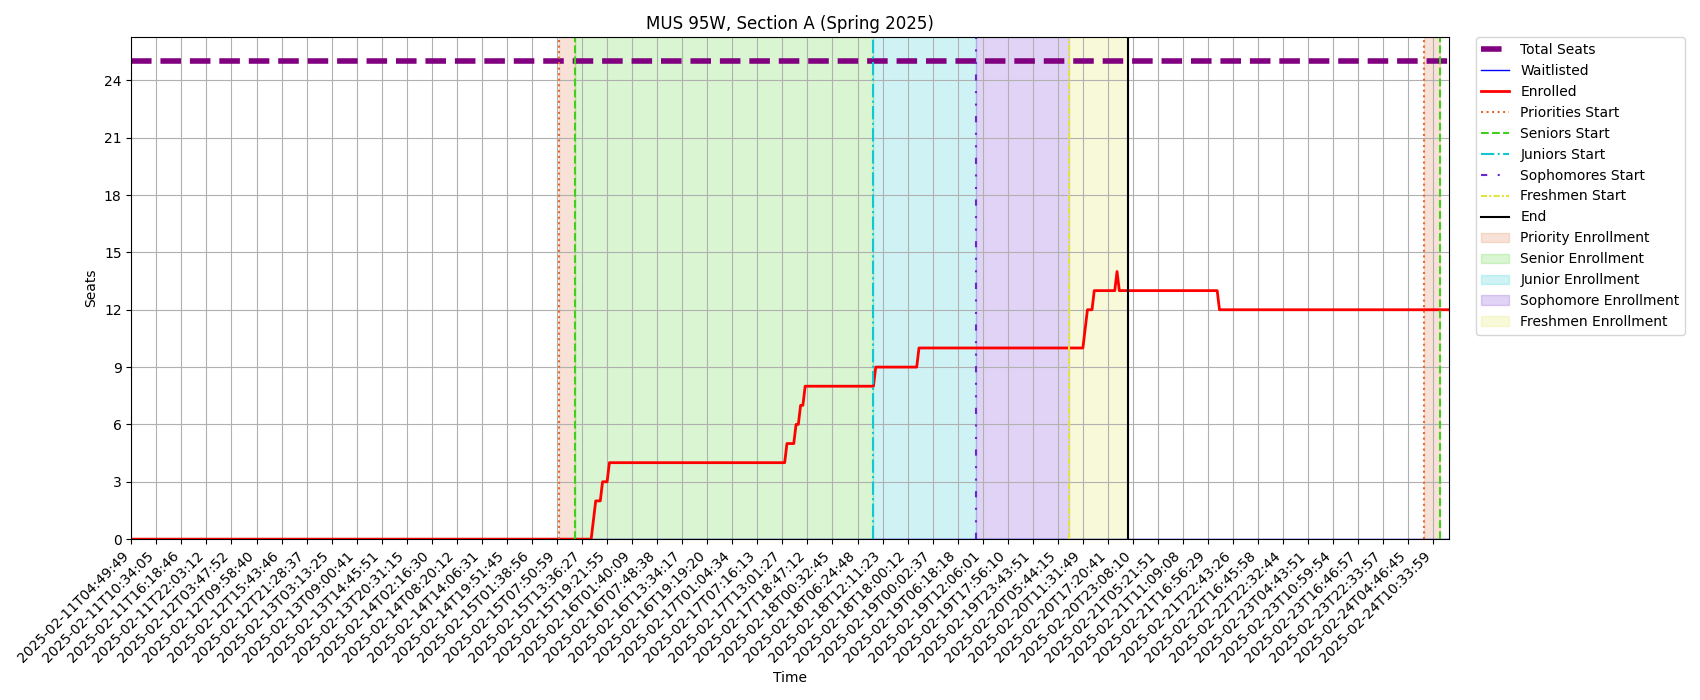 MUS 95W, Section A (Spring 2025)
Total Seats
Waitlisted
Enrolled
Priorities Start
Seniors Start
Juniors Start
Sophomores Start
Freshmen Start
End
Priority Enrollment
Senior Enrollment
Junior Enrollment
Sophomore Enrollment
Freshmen Enrollment
Seats
24
21
18
15
12
9
6
3
0
2025-02-11T04:49:49
2025-02-11T10:34:05
2025-02-11T16:18:46
2025-02-11T22:03:12
2025-02-12T03:47:52
2025-02-12T09:58:40
2025-02-12T15:43:46
2025-02-12T21:28:37
2025-02-13T03:13:25
2025-02-13T09:00:41
2025-02-13T14:45:51
2025-02-13T20:31:15
2025-02-14T02:16:30
2025-02-14T08:20:12
2025-02-14T14:06:31
2025-02-14T19:51:45
2025-02-15T01:38:56
2025-02-15T07:50:59
2025-02-15T13:36:27
2025-02-15T19:21:55
2025-02-16T01:40:09
2025-02-16T07:48:38
2025-02-16T13:34:17
2025-02-16T19:19:20
2025-02-17T01:04:34
2025-02-17T07:16:13
2025-02-17T13:01:27
2025-02-17T18:47:12
2025-02-18T00:32:45
2025-02-18T06:24:48
2025-02-18T12:11:23
2025-02-18T18:00:12
2025-02-19T00:02:37
2025-02-19T06:18:18
2025-02-19T12:06:01
2025-02-19T17:56:10
2025-02-19T23:43:51
2025-02-20T05:44:15
2025-02-20T11:31:49
2025-02-20T17:20:41
2025-02-20T23:08:10
2025-02-21T05:21:51
2025-02-21T11:09:08
2025-02-21T16:56:29
2025-02-21T22:43:26
2025-02-22T16:45:58
2025-02-22T22:32:44
2025-02-23T04:43:51
2025-02-23T10:59:54
2025-02-23T16:46:57
2025-02-23T22:33:57
2025-02-24T04:46:45
2025-02-24T10:33:59
Time